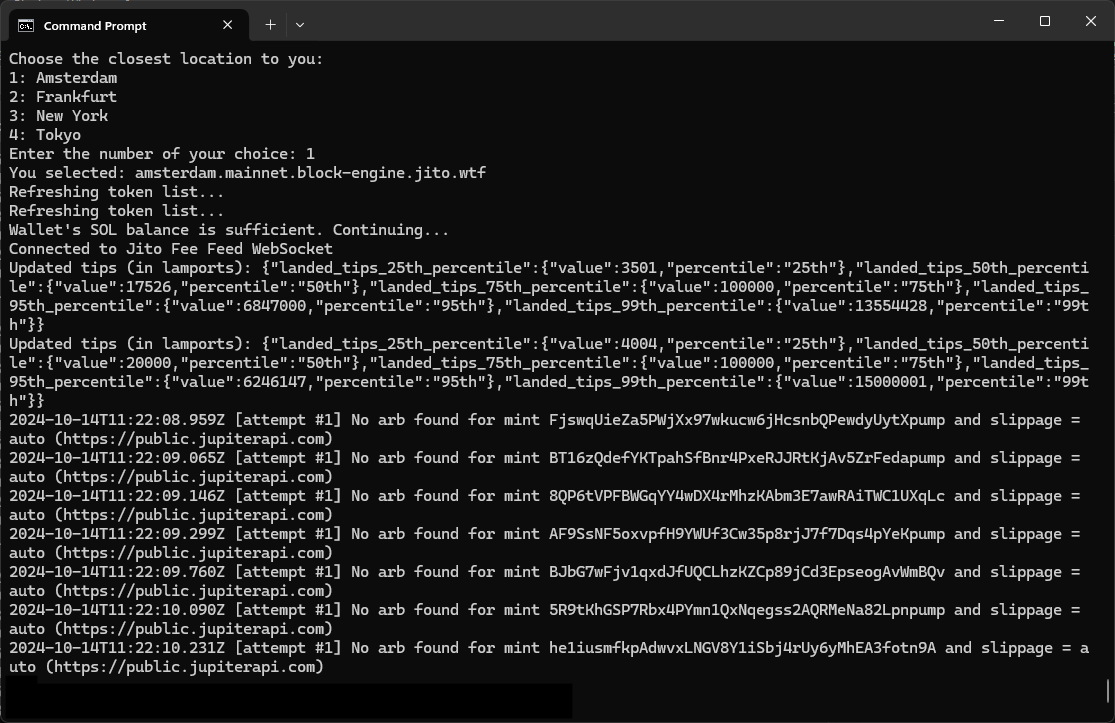 Command Prompt
Choose the closest location to you:
1: Amsterdam
2: Frankfurt
3: New York
4: Tokyo
Enter the number of your choice: 1
You selected: amsterdam.mainnet.block-engine.jito.wtf
Refreshing token list...
Refreshing token list...
Wallet's SOL balance is sufficient. Continuing...
Connected to Jito Fee Feed WebSocket
Updated tips (in lamports): {"landed_tips_25th_percentile":{"value":3501,"percentile":"25th"},"landed_tips_50th_percenti
le":{"value":17526,"percentile":"50th"},"landed_tips_75th_percentile":{"value":100000,"percentile":"75th"},"landed_tips_
95th_percentile":{"value":6847000,"percentile":"95th"},"landed_tips_99th_percentile":{"value":13554428,"percentile":"99t
h"}}
Updated tips (in lamports): {"landed_tips_25th_percentile":{"value":4004,"percentile":"25th"},"landed_tips_50th_percenti
le":{"value":20000,"percentile":"50th"},"landed_tips_75th_percentile":{"value":100000,"percentile":"75th"},"landed_tips_
95th_percentile":{"value":6246147,"percentile":"95th"},"landed_tips_99th_percentile":{"value":15000001,"percentile":"99t
h"}}
2024-10-14T11:22:08.959Z [attempt #1] No arb found for mint FjswqUieZa5PWjXx97wkucw6jHcsnbQPewdyUytXpump and slippage =
auto (https://public.jupiterapi.com)
2024-10-14T11:22:09.065Z [attempt #1] No arb found for mint BT16zQdefYKTpahSfBnr4PxeRJJRtKjAv5ZrFedapump and slippage =
auto (https://public.jupiterapi.com)
2024-10-14T11:22:09.146Z [attempt #1] No arb found for mint 8QP6tVPFBWGqYY4wDX4rMhzKAbm3E7awRAiTWC1UXqLc and slippage =
auto (https://public.jupiterapi.com)
2024-10-14T11:22:09.299Z [attempt #1] No arb found for mint AF9SsNF5oxvpfH9YWUf3Cw35p8rjJ7f7Dqs4pYeKpump and slippage =
auto (https://public.jupiterapi.com)
2024-10-14T11:22:09.760Z [attempt #1] No arb found for mint BJbG7wFjv1qxdJfUQCLhzKZCp89jCd3EpseogAvWmBQv and slippage =
auto (https://public.jupiterapi.com)
2024-10-14T11:22:10.090Z [attempt #1] No arb found for mint 5R9tKhGSP7Rbx4PYmn1QxNqegss2AQRMeNa82Lpnpump and slippage =
auto (https://public.jupiterapi.com)
2024-10-14T11:22:10.231Z [attempt #1] No arb found for mint he1iusmfkpAdwvxLNGV8Y1iSbj4rUy6yMhEA3fotn9A and slippage = a
uto (https://public.jupiterapi.com)